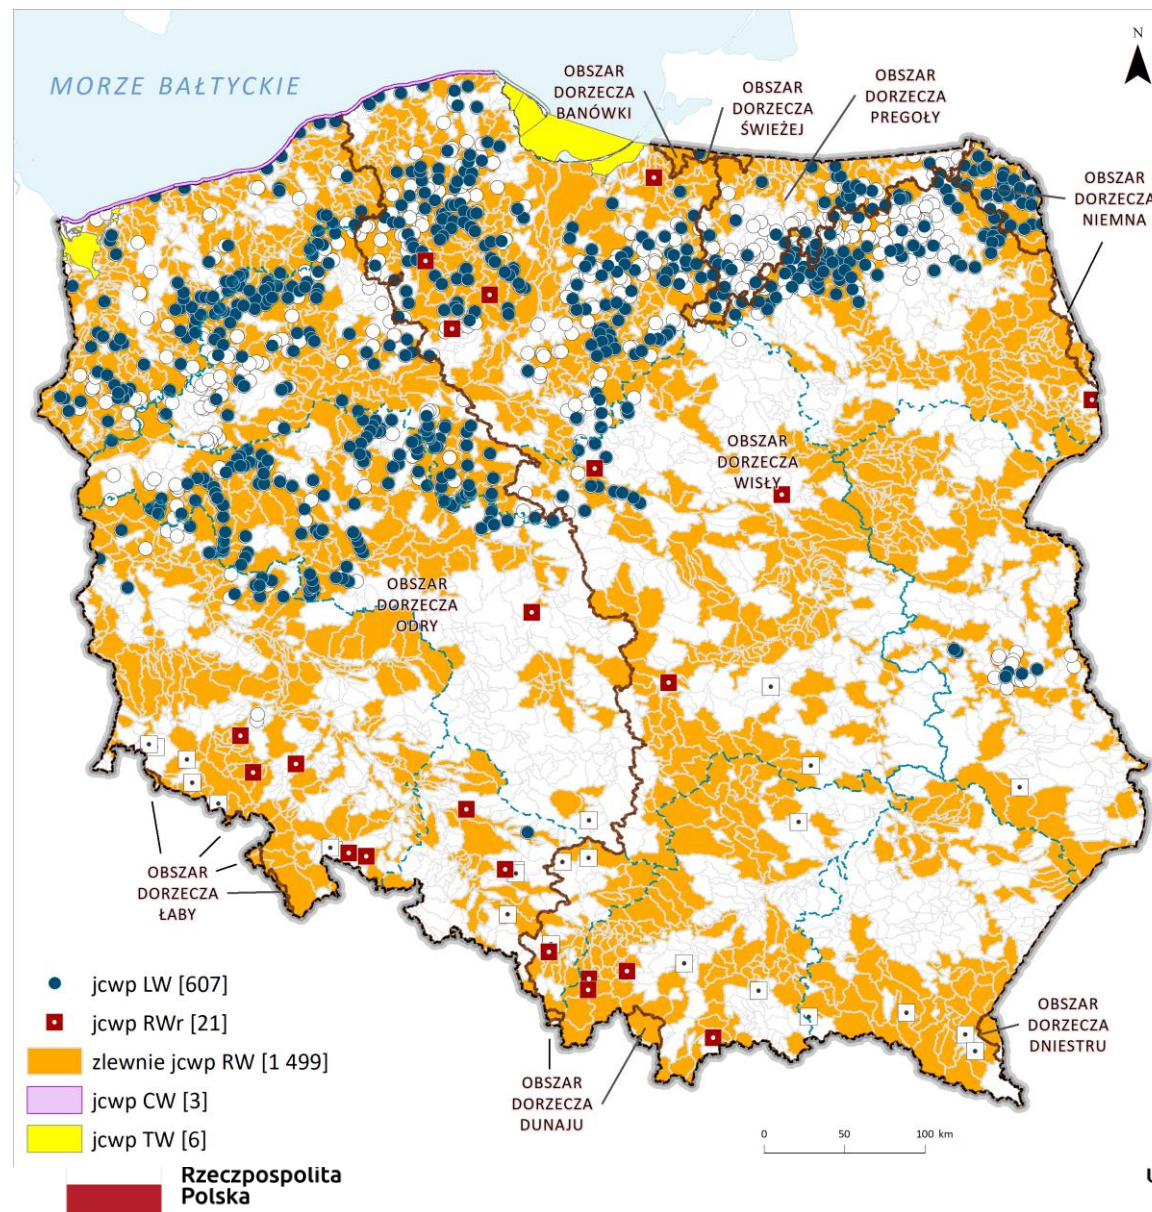 MORZE BAŁTYCKIE
N
OBSZAR
DORZECZA
BANÓWKI
OBSZAR
DORZECZA
ŚWIEŻEJ
OBSZAR
DORZECZA
PREGOŁY
OBSZAR
DORZECZA
NIEMNA
OBSZAR
DORZECZA
WISŁY
OBSZAR
DORZECZA
ODRY
OBSZAR
DORZECZA
ŁABY
OBSZAR
DORZECZA
DUNAJU
OBSZAR
DORZECZA
DNIESTRU
jcwp LW [607]
jcwp RWr [21]
zlewnie jcwp RW [1 499]
jcwp CW [3]
jcwp TW [6]
0 50 100 km
Rzeczpospolita
Polska